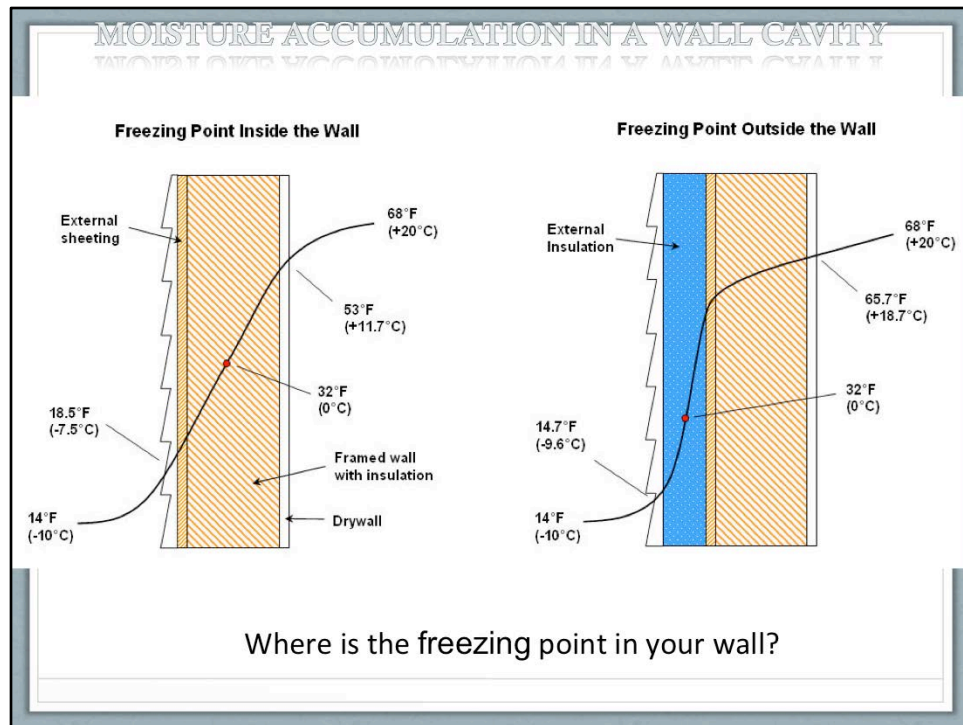 MOISTURE ACCUMULATION IN A WALL CAVITY
Freezing Point Inside the Wall
External
sheeting
68°F
(+20°C)
53°F
(+11.7°C)
32°F
(0°C)
18.5°F
(-7.5°C)
Framed wall
with insulation
14°F
(-10°C)
Drywall
Freezing Point Outside the Wall
External
Insulation
68°F
(+20°C)
65.7°F
(+18.7°C)
32°F
(0°C)
14.7°F
(-9.6°C)
14°F
(-10°C)
Where is the freezing point in your wall?